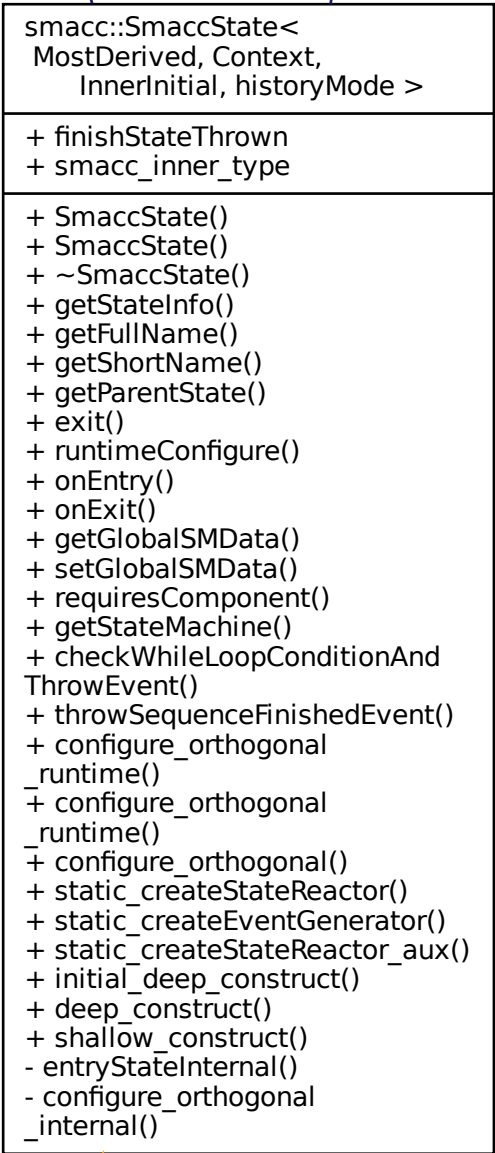 smacc::SmaccState<
MostDerived, Context,
InnerInitial, historyMode >
+ finishStateThrown
+ smacc_inner_type
+ SmaccState()
+ SmaccState()
+ ~SmaccState()
+ getStateInfo()
+ getFullName()
+ getShortName()
+ getParentState()
+ exit()
+ runtimeConfigure()
+ onEntry()
+ onExit()
+ getGlobalSMData()
+ setGlobalSMData()
+ requiresComponent()
+ getStateMachine()
+ checkWhileLoopConditionAnd
ThrowEvent()
+ throwSequenceFinishedEvent()
+ configure_orthogonal
_runtime()
+ configure_orthogonal
_runtime()
+ configure_orthogonal()
+ static_createStateReactor()
+ static_createEventGenerator()
+ static_createStateReactor_aux()
+ initial_deep_construct()
+ deep_construct()
+ shallow_construct()
- entryStateInternal()
- configure_orthogonal
_internal()